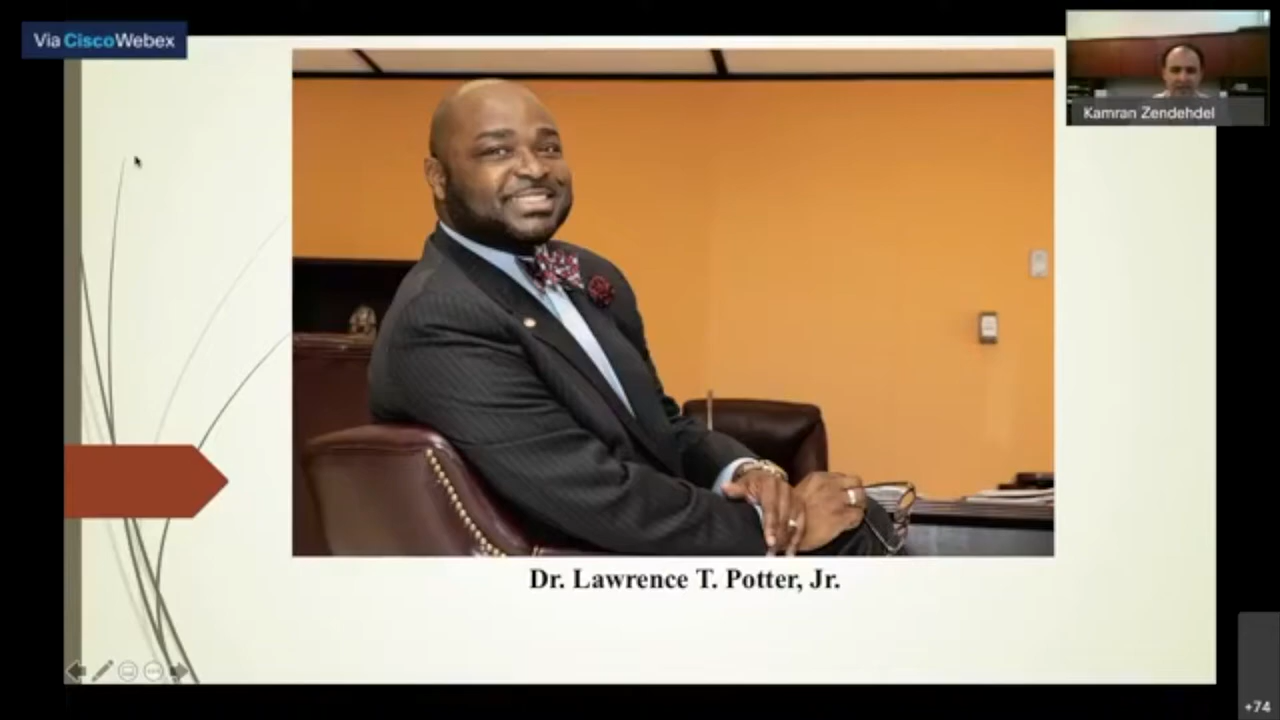 Via CiscoWebex
Kamran Zendehdel
Dr. Lawrence T. Potter, Jr.
+74